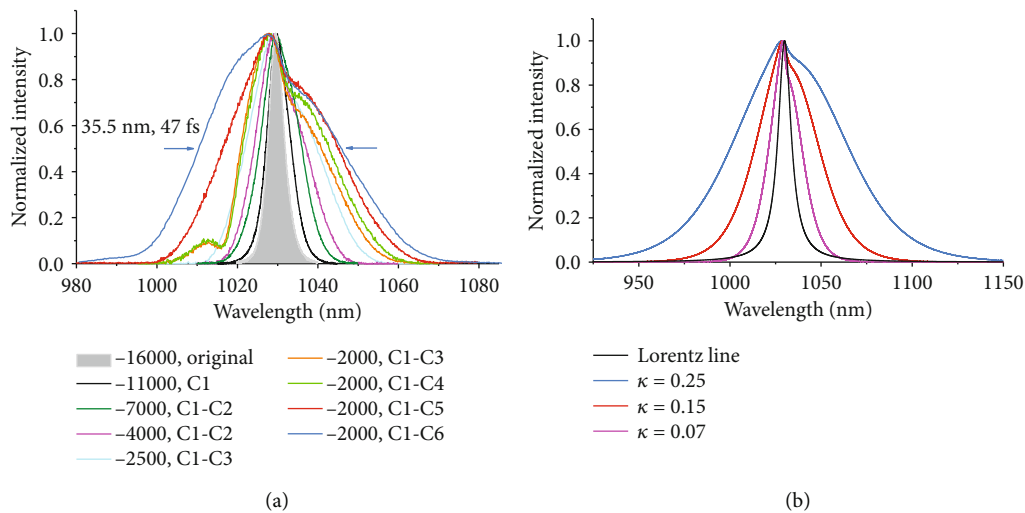 1.0
0.8
0.6
0.4
0.2
0.0
Normalized intensity
35.5 nm, 47 fs
980 1000 1020 1040 1060 1080
Wavelength (nm)
–16000, original
–11000, C1
–7000, C1-C2
–4000, C1-C2
–2500, C1-C3
–2000, C1-C3
–2000, C1-C4
–2000, C1-C5
–2000, C1-C6
(a)
1.0
0.8
0.6
0.4
0.2
0.0
Normalized intensity
950 1000 1050 1100 1150
Wavelength (nm)
Lorentz line
κ = 0.25
κ = 0.15
κ = 0.07
(b)